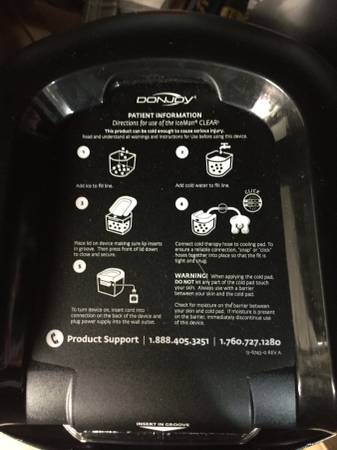 DONJOY®
PATIENT INFORMATION
Directions for use of the IceMan® CLEAR³
This product can be cold enough to cause serious injury.
Read and understand all warnings and Instructions for Use before using this device.
1
2
Add ice to fill line.
Add cold water to fill line.
3
4
CLICK
Place lid on device making sure lip inserts
in groove. Then press front of lid down
to close and secure.
Connect cold therapy hose to cooling pad. To
ensure a reliable connection, "snap" or "click"
hoses together into place so that the fit is
tight and snug.
5
WARNING! When applying the cold pad,
DO NOT let any part of the cold pad touch
your skin. Always use with a barrier
between your skin and the cold pad.
To turn device on, insert cord into
connection on the back of the device and
plug power supply into the wall outlet.
Check for moisture on the barrier between
your skin and cold pad. If moisture is present
on the barrier, immediately discontinue use
of this device.
Product Support | 1.888.405.3251 | 1.760.727.1280
REV A
INSERT IN GROOVE